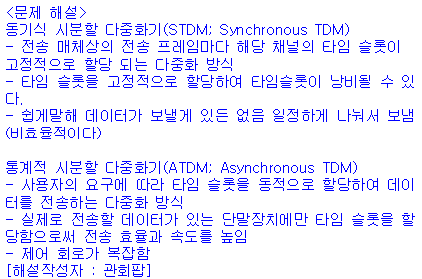 <문제 해설>
동기식 시분할 다중화기(STDM; Synchronous TDM)
- 전송 매체상의 전송 프레임마다 해당 채널의 타임 슬롯이
고정적으로 할당 되는 다중화 방식
- 타임 슬롯을 고정적으로 할당하여 타임슬롯이 낭비될 수 있
다.
- 쉽게말해 데이터가 보낼게 있든 없음 일정하게 나눠서 보냄
(비효율적이다)

통계적 시분할 다중화기(ATDM; Asynchronous TDM)
- 사용자의 요구에 따라 타임 슬롯을 동적으로 할당하여 데이
터를 전송하는 다중화 방식
- 실제로 전송할 데이터가 있는 단말장치에만 타임 슬롯을 할
당함으로써 전송 효율과 속도를 높임
- 제어 회로가 복잡함
[해설작성자 : 관회팝]